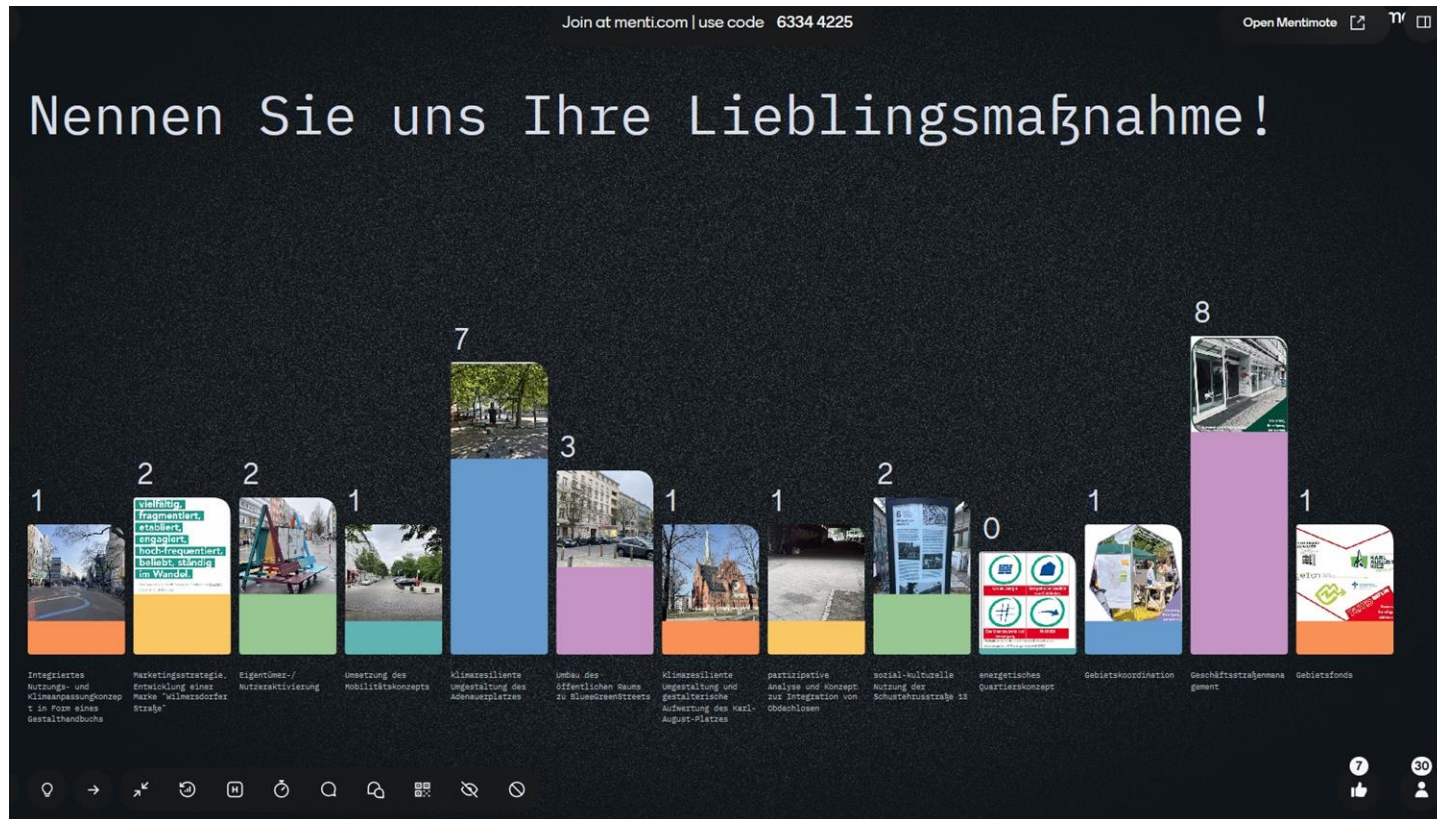 Join at menti.com | use code 6334 4225
Open Mentimote
Nennen Sie uns Ihre Lieblingsmaßnahme!
1
2
2
1
7
3
1
1
2
0
1
8
1
vielfältig,
fragmentiert,
etabliert,
engagiert,
hoch-frequentiert,
beliebt, ständig
im Wandel.
Integriertes
Nutzungs- und
Klimaanpassungkonzep
t in Form eines
Gestalthandbuchs
Marketingsstrategie,
Entwicklung einer
Marke "Wilmersdorfer
Straße"
Eigentümer-/
Nutzeraktivierung
Umsetzung des
Mobilitätskonzepts
klimaresiliente
Umgestaltung des
Adenauerplatzes
Umbau des
öffentlichen Raums
zu BlueeGreenStreets
klimaresiliente
Umgestaltung und
gestalterische
Aufwertung des Karl-
August-Platzes
partizipative
Analyse und Konzept
zur Integration von
Obdachlosen
sozial-kulturelle
Nutzung der
Schustehrusstraße 13
energetisches
Quartierskonzept
Gebietskoordination
Geschäftsstraßenmana
gement
Gebietsfonds
H
7
30